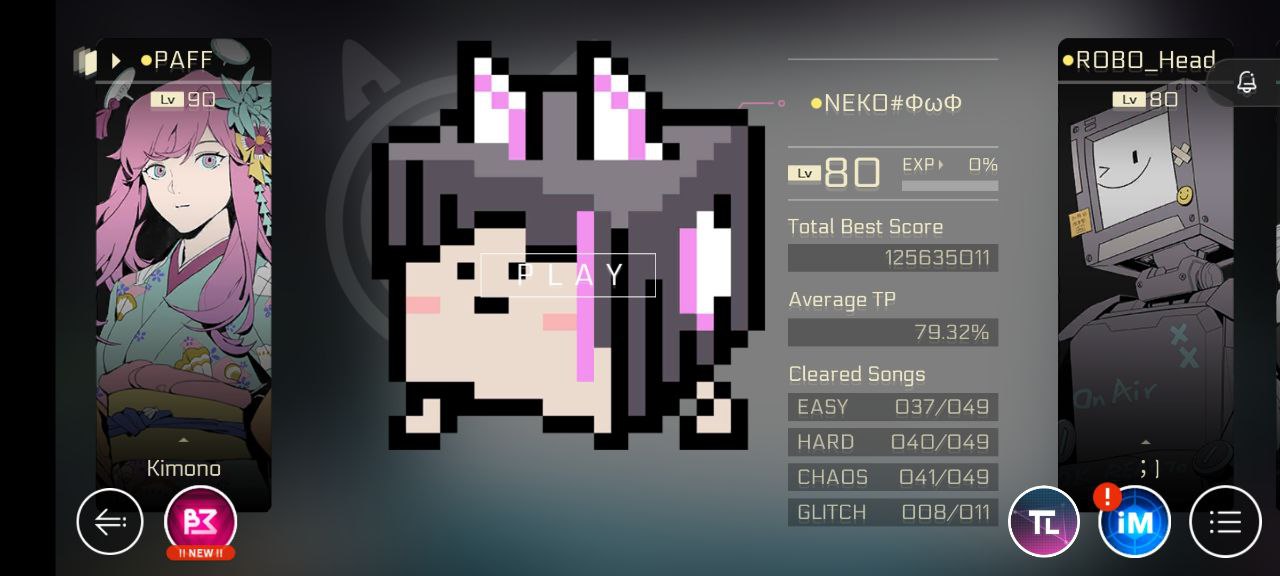 PAFF
Lv 90
Kimono
!! NEW !!
PLAY
NEKO#ΦωΦ
Lv 80
EXP 0%
Total Best Score
125635011
Average TP
79.32%
Cleared Songs
EASY 037/049
HARD 040/049
CHAOS 041/049
GLITCH 008/011
ROBO_Head
Lv 80
On Air
; ]
TL
!
iM